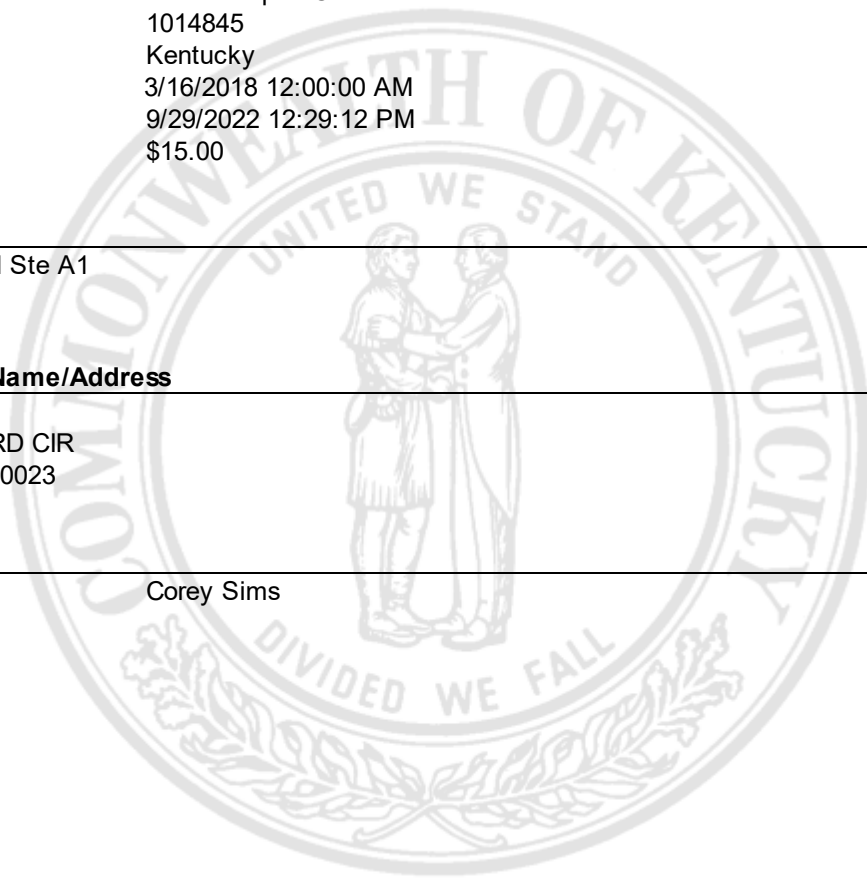 1014845
Kentucky
3/16/2018 12:00:00 AM
9/29/2022 12:29:12 PM
$15.00
Ste A1
Name/Address
RD CIR
0023
Corey Sims
COMMONWEALTH OF KENTUCKY
UNITED WE STAND
DIVIDED WE FALL